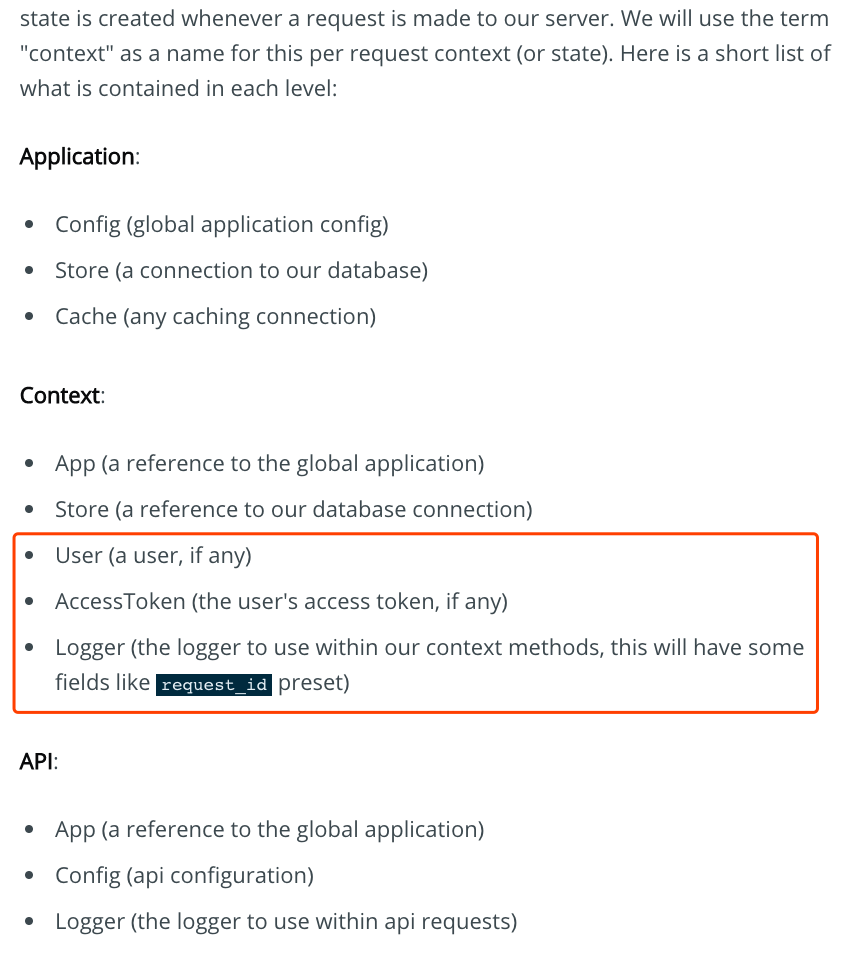 state is created whenever a request is made to our server. We will use the term
"context" as a name for this per request context (or state). Here is a short list of
what is contained in each level:
Application:
Config (global application config)
Store (a connection to our database)
Cache (any caching connection)
Context:
App (a reference to the global application)
Store (a reference to our database connection)
User (a user, if any)
AccessToken (the user's access token, if any)
Logger (the logger to use within our context methods, this will have some
fields like request_id preset)
API:
App (a reference to the global application)
Config (api configuration)
Logger (the logger to use within api requests)